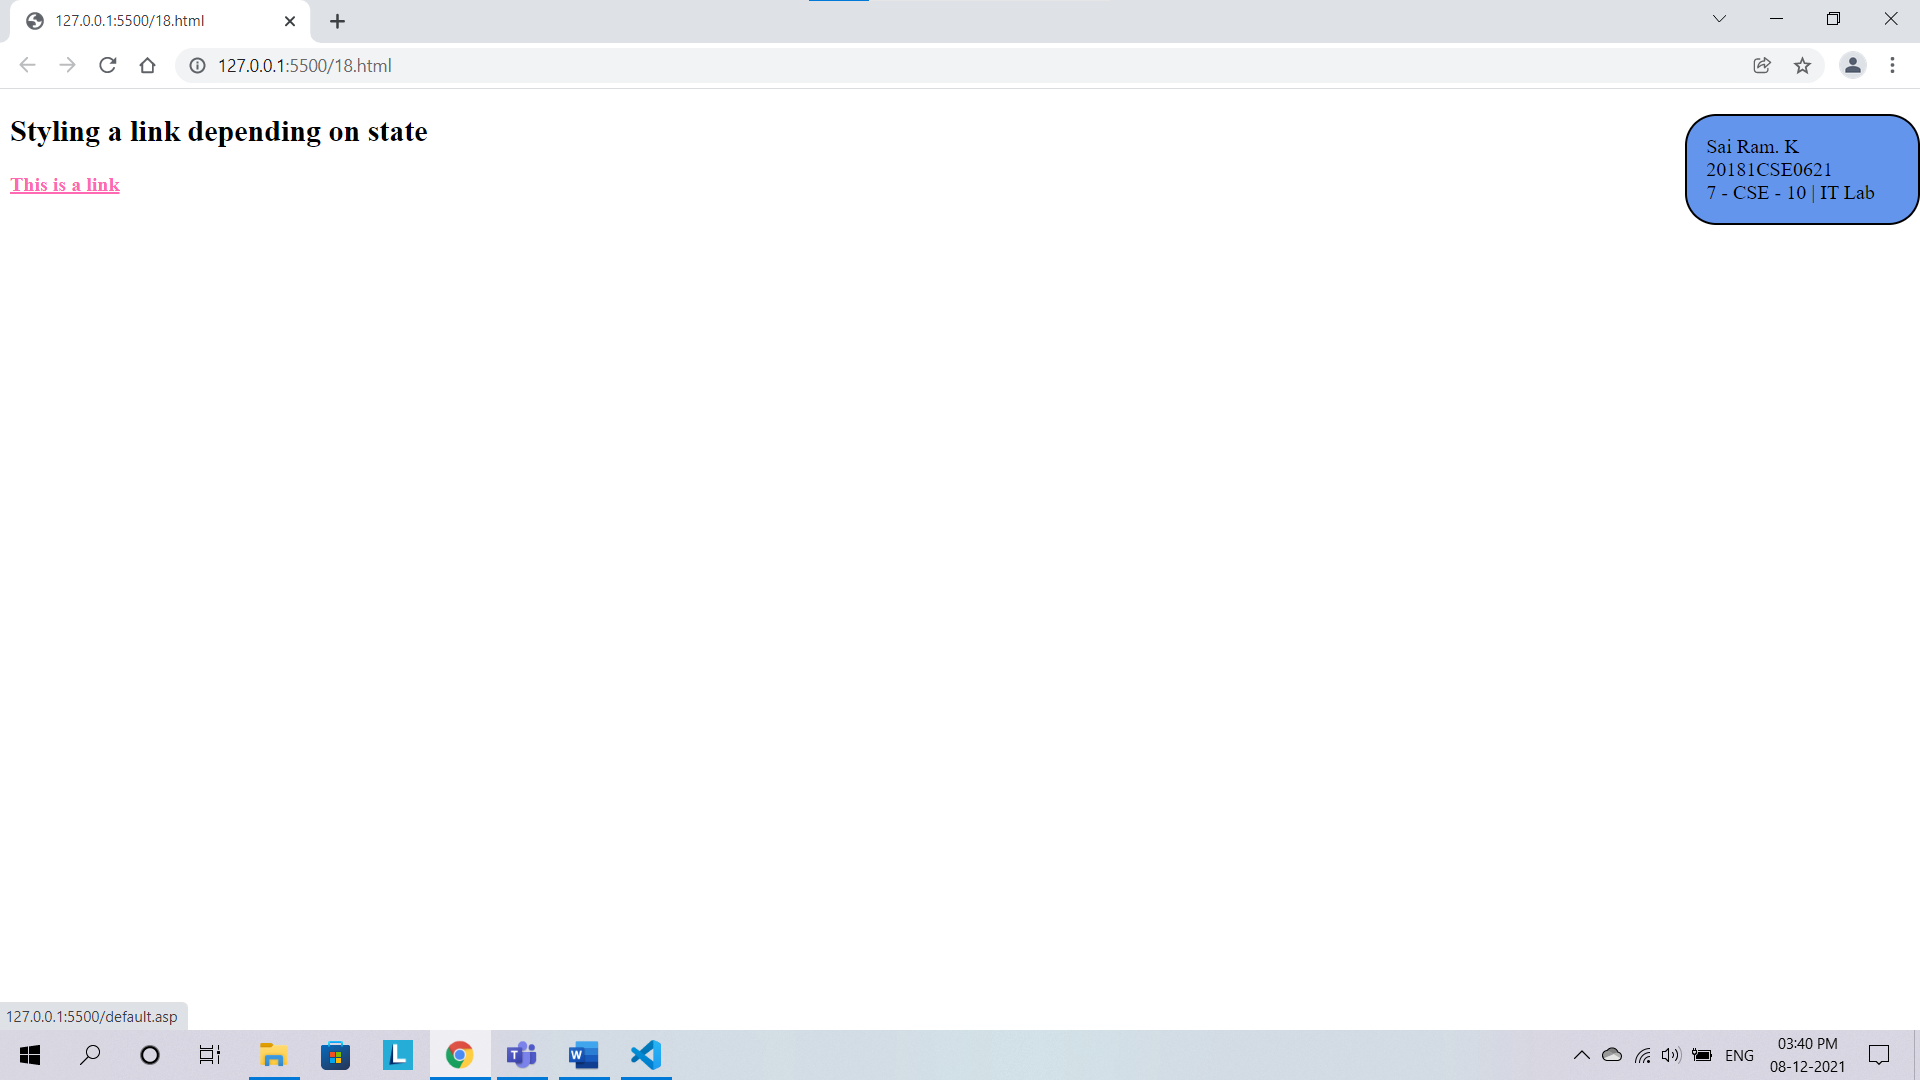 127.0.0.1:5500/18.html
127.0.0.1:5500/18.html
Styling a link depending on state
This is a link
Sai Ram. K
20181CSE0621
7 - CSE - 10 | IT Lab
127.0.0.1:5500/default.asp
L
T
W
ENG
03:40 PM
08-12-2021